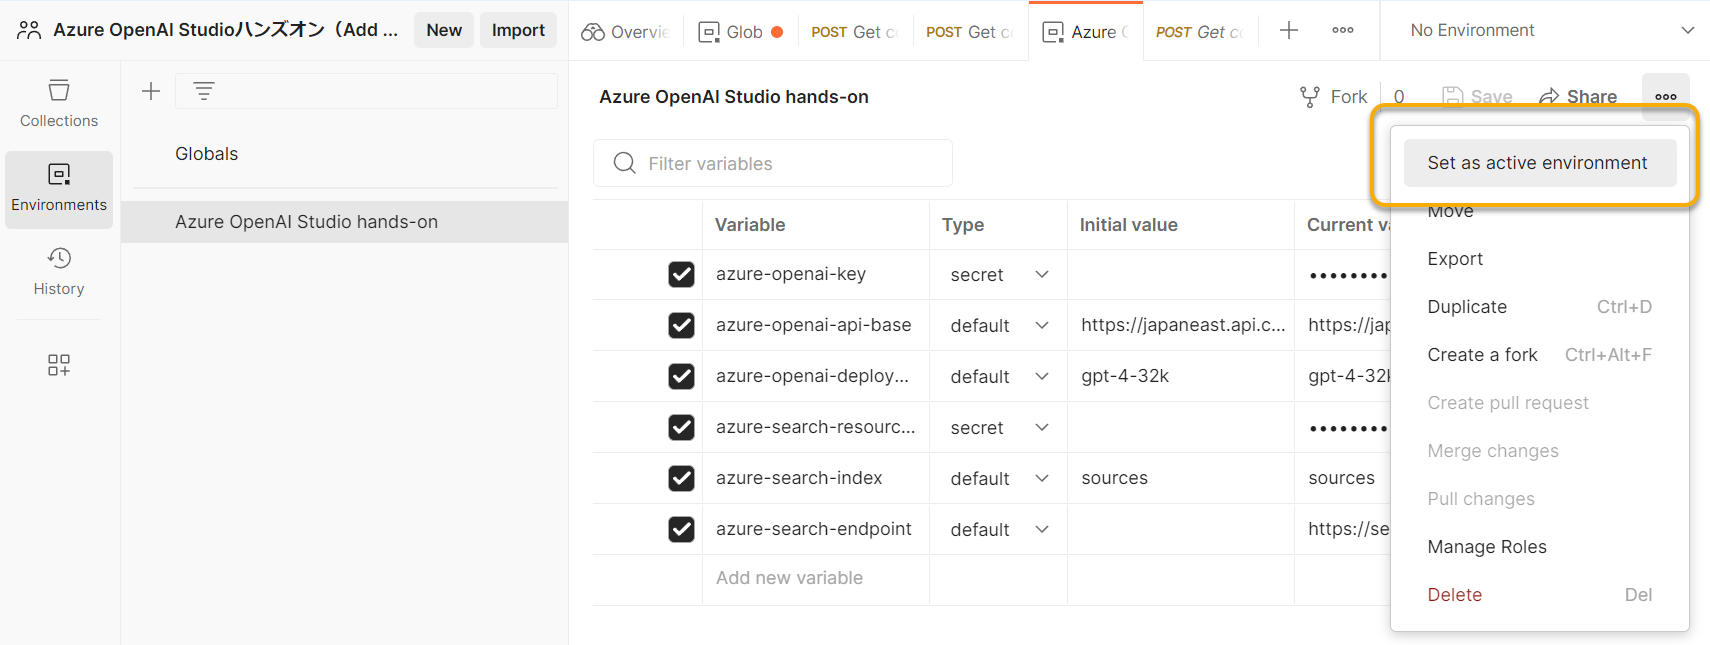 Azure OpenAI Studioハンズオン（Add ...
New
Import
Overvie
Glob
POST Get c
POST Get c
Azure
POST Get c
No Environment
Collections
Environments
History
Globals
Azure OpenAI Studio hands-on
Azure OpenAI Studio hands-on
Fork
0
Save
Share
Filter variables
Variable Type Initial value Current va
azure-openai-key secret ••••••••
azure-openai-api-base default https://japaneast.api.c... https://jap
azure-openai-deploy... default gpt-4-32k gpt-4-32k
azure-search-resourc... secret ••••••••
azure-search-index default sources sources
azure-search-endpoint default https://se
Add new variable
Set as active environment
Move
Export
Duplicate Ctrl+D
Create a fork Ctrl+Alt+F
Create pull request
Merge changes
Pull changes
Manage Roles
Delete Del